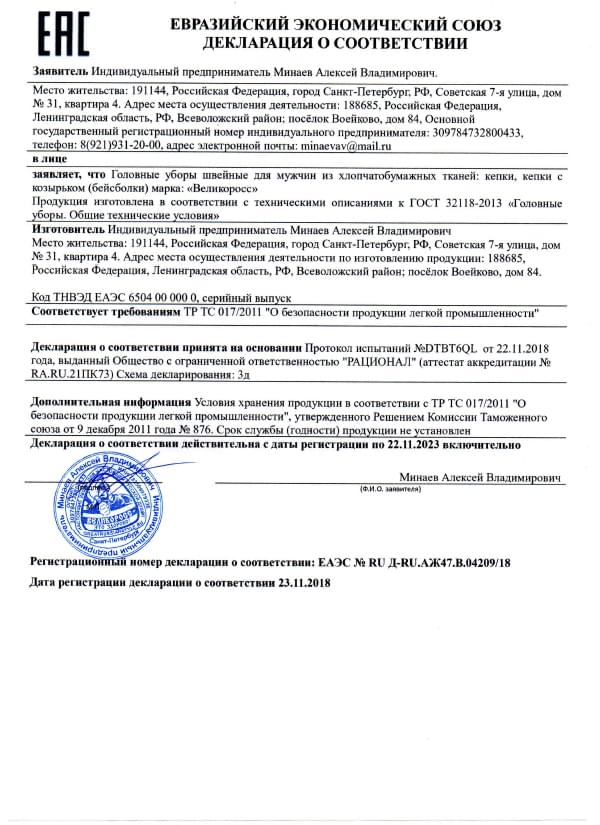 ЕАС
ЕВРАЗИЙСКИЙ ЭКОНОМИЧЕСКИЙ СОЮЗ
ДЕКЛАРАЦИЯ О СООТВЕТСТВИИ
Заявитель Индивидуальный предприниматель Минаев Алексей Владимирович.
Место жительства: 191144, Российская Федерация, город Санкт-Петербург, РФ, Советская 7-я улица, дом
№ 31, квартира 4. Адрес места осуществления деятельности: 188685, Российская Федерация,
Ленинградская область, РФ, Всеволожский район; посёлок Воейково, дом 84, Основной
государственный регистрационный номер индивидуального предпринимателя: 309784732800433,
телефон: 8(921)931-20-00, адрес электронной почты: minaevav@mail.ru
в лице
заявляет, что Головные уборы швейные для мужчин из хлопчатобумажных тканей: кепки, кепки с
козырьком (бейсболки) марка: «Великоросс»
Продукция изготовлена в соответствии с техническими описаниями к ГОСТ 32118-2013 «Головные
уборы. Общие технические условия»
Изготовитель Индивидуальный предприниматель Минаев Алексей Владимирович
Место жительства: 191144, Российская Федерация, город Санкт-Петербург, РФ, Советская 7-я улица, дом
№ 31, квартира 4. Адрес места осуществления деятельности по изготовлению продукции: 188685,
Российская Федерация, Ленинградская область, РФ, Всеволожский район; посёлок Воейково, дом 84.
Код ТНВЭД ЕАЭС 6504 00 000 0, серийный выпуск
Соответствует требованиям ТР ТС 017/2011 "О безопасности продукции легкой промышленности"
Декларация о соответствии принята на основании Протокол испытаний №DTBT6QL от 22.11.2018
года, выданный Общество с ограниченной ответственностью "РАЦИОНАЛ" (аттестат аккредитации №
RA.RU.21ПК73) Схема декларирования: 3д
Дополнительная информация Условия хранения продукции в соответствии с ТР ТС 017/2011 "О
безопасности продукции легкой промышленности", утвержденного Решением Комиссии Таможенного
союза от 9 декабря 2011 года № 876. Срок службы (годности) продукции не установлен
Декларация о соответствии действительна с даты регистрации по 22.11.2023 включительно
Минаев Алексей Владимирович
(Ф.И.О. заявителя)
Индивидуальный предприниматель Минаев Алексей Владимирович
ВЕЛИКОРОСС
Санкт-Петербург
Регистрационный номер декларации о соответствии: ЕАЭС № RU Д-RU.АЖ47.В.04209/18
Дата регистрации декларации о соответствии 23.11.2018